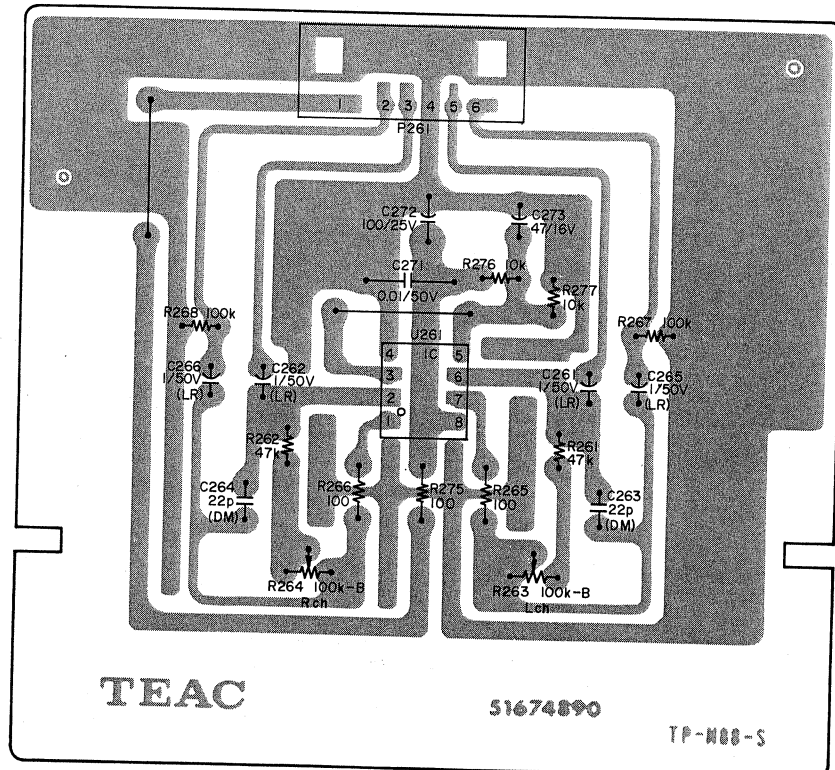 1 2 3 4 5 6
P261
C272
100/25V
C273
47/16V
C271
0.01/50V
R276 10k
R277
10k
R268 100k
R267 100k
U261
IC
4 5
3 6
2 7
1 8
C266
1/50V
(LR)
C262
1/50V
(LR)
C261
1/50V
(LR)
C265
1/50V
(LR)
R262
47k
R261
47k
C264
22p
(DM)
R266
100
R275
100
R265
100
C263
22p
(DM)
R264 100k-B
Rch
R263 100k-B
Lch
TEAC
51674890
TP-M08-S